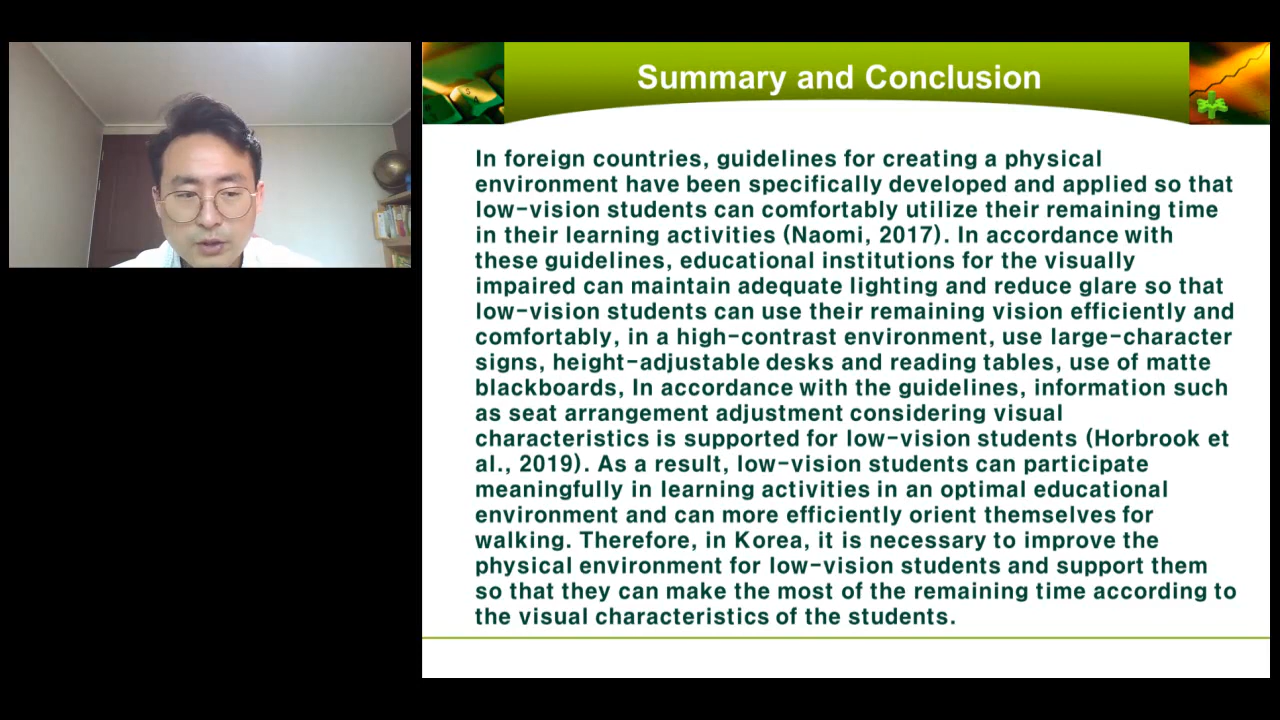 Summary and Conclusion
In foreign countries, guidelines for creating a physical
environment have been specifically developed and applied so that
low-vision students can comfortably utilize their remaining time
in their learning activities (Naomi, 2017). In accordance with
these guidelines, educational institutions for the visually
impaired can maintain adequate lighting and reduce glare so that
low-vision students can use their remaining vision efficiently and
comfortably, in a high-contrast environment, use large-character
signs, height-adjustable desks and reading tables, use of matte
blackboards, In accordance with the guidelines, information such
as seat arrangement adjustment considering visual
characteristics is supported for low-vision students (Horbrook et
al., 2019). As a result, low-vision students can participate
meaningfully in learning activities in an optimal educational
environment and can more efficiently orient themselves for
walking. Therefore, in Korea, it is necessary to improve the
physical environment for low-vision students and support them
so that they can make the most of the remaining time according to
the visual characteristics of the students.